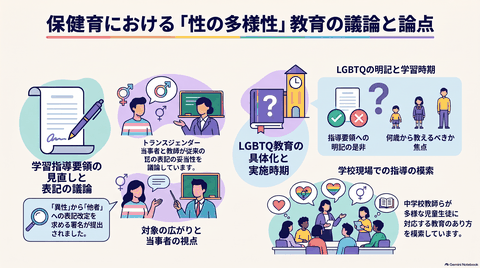 保健育における「性の多様性」教育の議論と論点
学習指導要領の
見直しと
表記の議論
「異性」から「他者」
への表記改定を
求める署名が提出
されました。
トランスジェンダー
当事者と教師が従来の
の表の妥当性を
議論しています。
対象の広がりと
当事者の視点
LGBTQ教育の
具体化と
実施時期
LGBTQの明記と学習時期
指導要領への
明記の是非
何歳から教えるべきか
焦点
学校現場での指導の模索
中学校教師らが
多様な児童生徒に
対応する教育のあり方
を模索しています。
Gemini Notebook